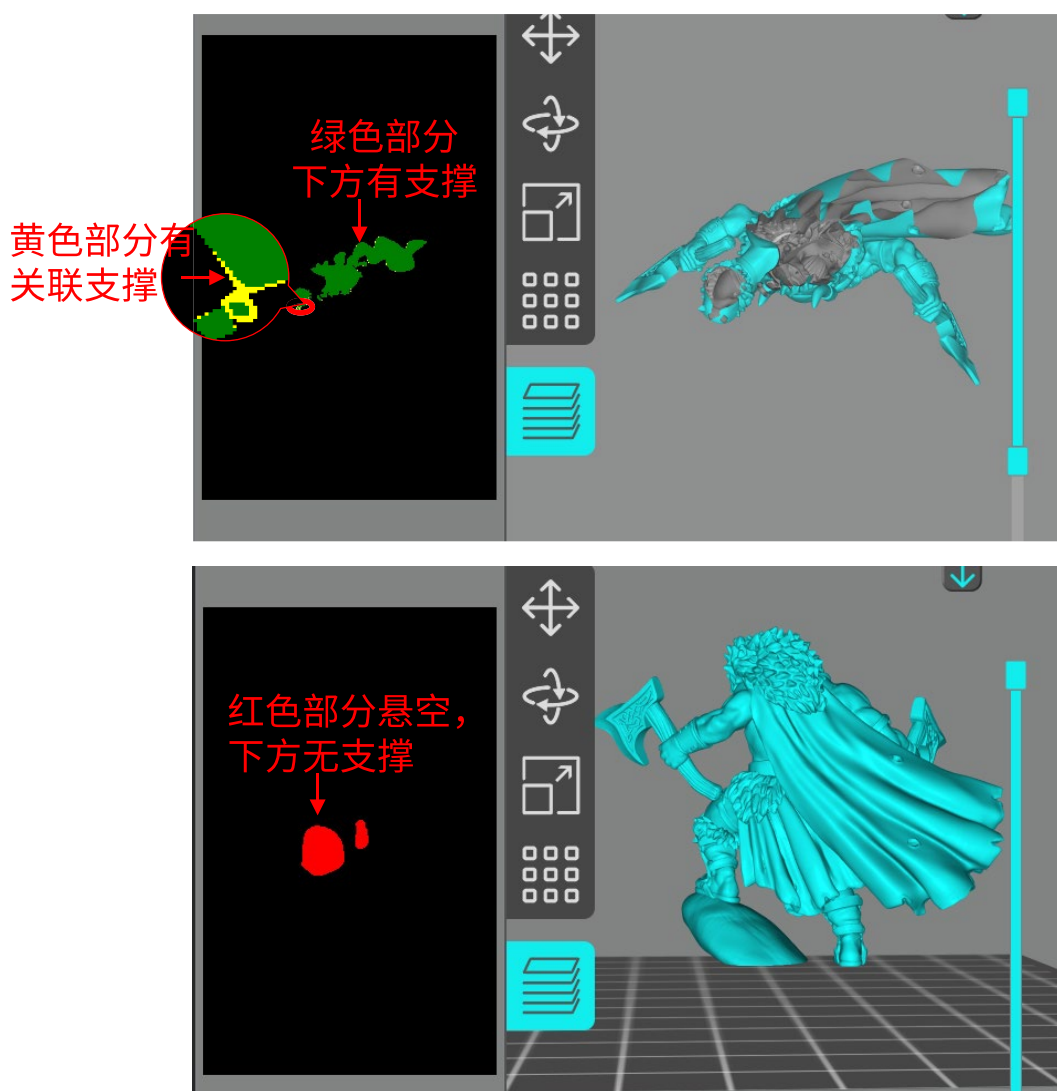 绿色部分
下方有支撑
黄色部分有
关联支撑
红色部分悬空，
下方无支撑